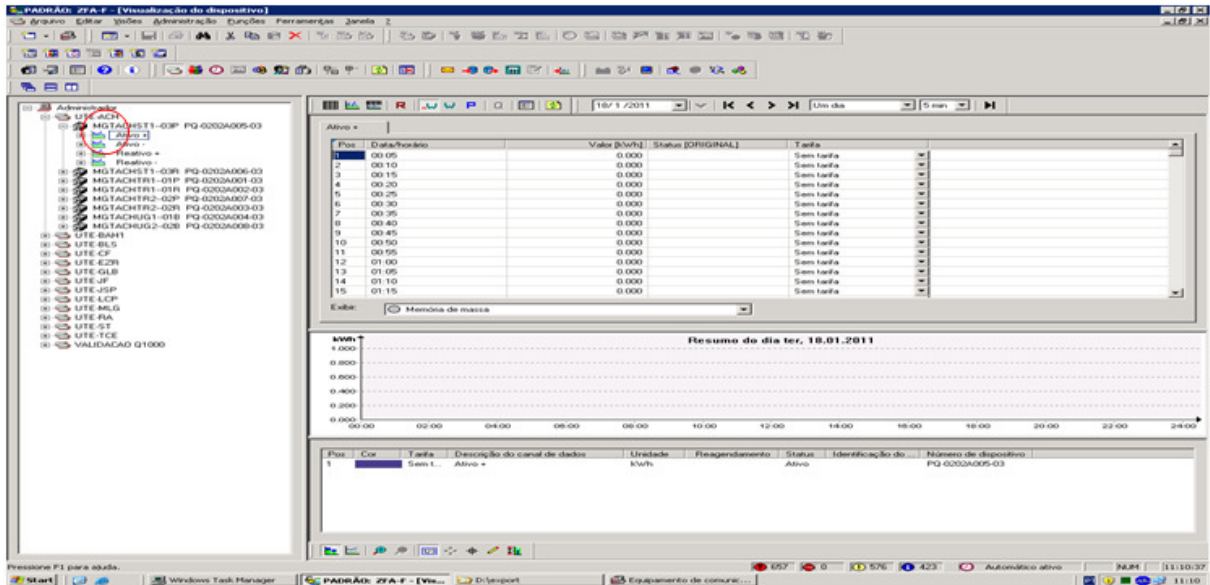 PADRÃO: ZFA-F - [Visualização do dispositivo]
Arquivo Editar Visões Administração Funções Ferramentas Janela ?
18/ 1 /2011 Um dia 5 min
Administrador
UTE-ACH
MGTACHST1--03P PQ-0202A005-03
Ativo +
Ativo -
Reativo +
Reativo -
MGTACHST1--03R PQ-0202A006-03
MGTACHTR1--01P PQ-0202A001-03
MGTACHTR1--01R PQ-0202A002-03
MGTACHTR2--02P PQ-0202A007-03
MGTACHTR2--02R PQ-0202A003-03
MGTACHUG1--01B PQ-0202A004-03
MGTACHUG2--02B PQ-0202A008-03
UTE-BAH1
UTE-BLS
UTE-CF
UTE-EZR
UTE-GLB
UTE-JF
UTE-JSP
UTE-LCP
UTE-MLG
UTE-RA
UTE-ST
UTE-TCE
VALIDACAO Q1000
Ativo +
Pos Data/horário Valor [kWh] Status [ORIGINAL] Tarifa
1 00:05 0.000 Sem tarifa
2 00:10 0.000 Sem tarifa
3 00:15 0.000 Sem tarifa
4 00:20 0.000 Sem tarifa
5 00:25 0.000 Sem tarifa
6 00:30 0.000 Sem tarifa
7 00:35 0.000 Sem tarifa
8 00:40 0.000 Sem tarifa
9 00:45 0.000 Sem tarifa
10 00:50 0.000 Sem tarifa
11 00:55 0.000 Sem tarifa
12 01:00 0.000 Sem tarifa
13 01:05 0.000 Sem tarifa
14 01:10 0.000 Sem tarifa
15 01:15 0.000 Sem tarifa
Exibir: Memória de massa
kWh
Resumo do dia ter, 18.01.2011
1.000
0.800
0.600
0.400
0.200
0.000
00:00 02:00 04:00 06:00 08:00 10:00 12:00 14:00 16:00 18:00 20:00 22:00 24:00
Pos Cor Tarifa Descrição do canal de dados Unidade Reagendamento Status Identificação do ... Número de dispositivo
1 Sem t... Ativo + kWh Ativo PQ-0202A005-03
Pressione F1 para ajuda.
657 0 576 423 Automático ativo NUM 11:10:37
Start Windows Task Manager PADRÃO: ZFA-F - [Vis... D:\export Equipamento de comunic... 11:10